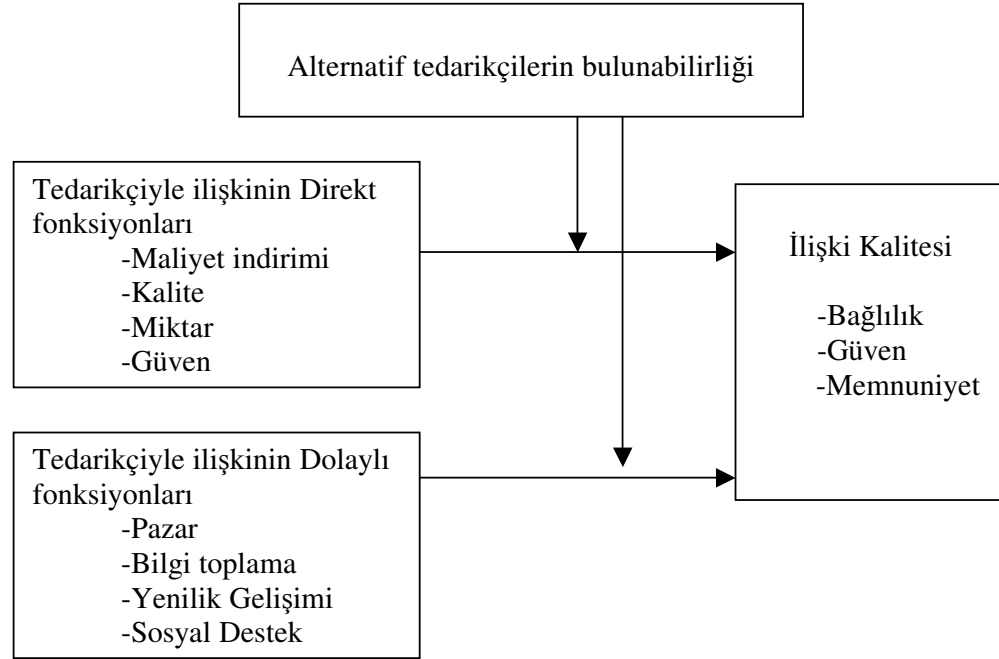 Alternatif tedarikçilerin bulunabilirliği
Tedarikçiyle ilişkinin Direkt
fonksiyonları
-Maliyet indirimi
-Kalite
-Miktar
-Güven
İlişki Kalitesi
-Bağlılık
-Güven
-Memnuniyet
Tedarikçiyle ilişkinin Dolaylı
fonksiyonları
-Pazar
-Bilgi toplama
-Yenilik Gelişimi
-Sosyal Destek